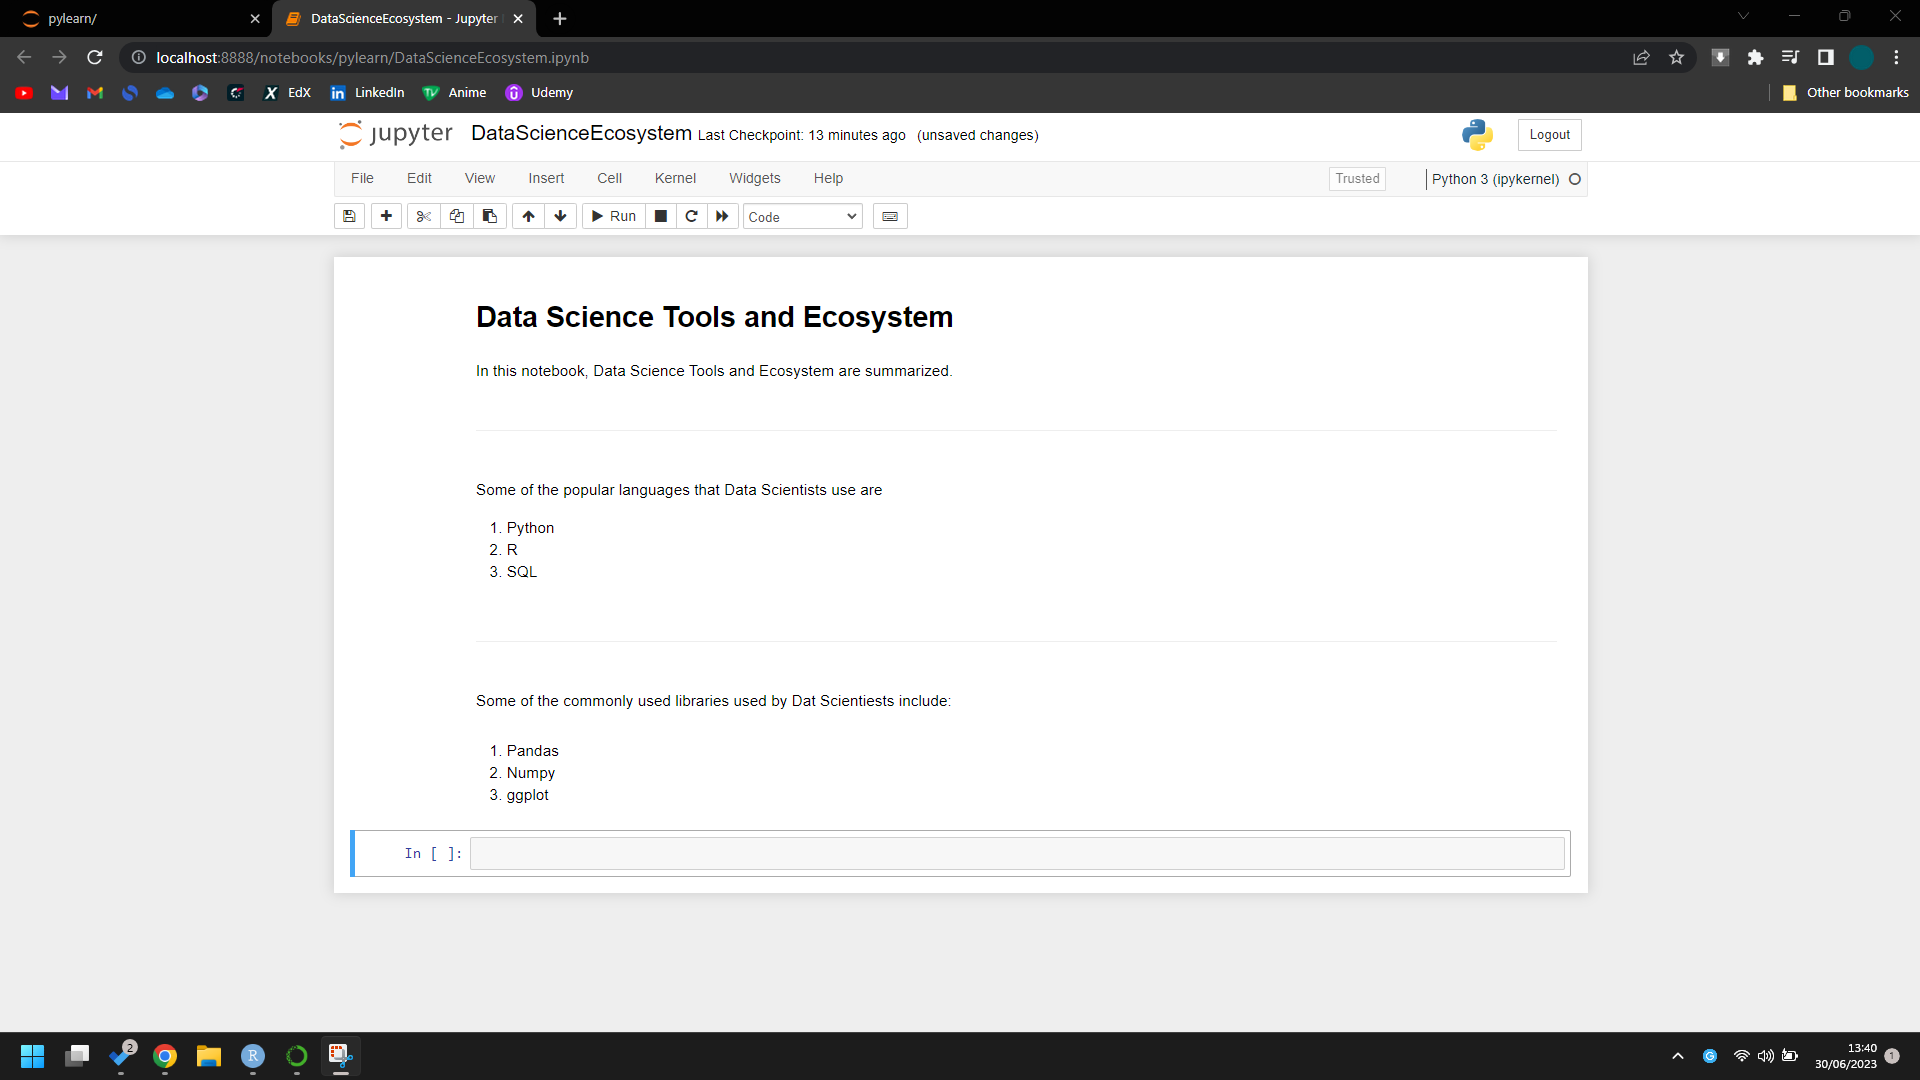 pylearn/
DataScienceEcosystem - Jupyter
localhost:8888/notebooks/pylearn/DataScienceEcosystem.ipynb
EdX LinkedIn Anime Udemy Other bookmarks
jupyter DataScienceEcosystem Last Checkpoint: 13 minutes ago (unsaved changes) Logout
File Edit View Insert Cell Kernel Widgets Help Trusted Python 3 (ipykernel)
Run Code
Data Science Tools and Ecosystem
In this notebook, Data Science Tools and Ecosystem are summarized.
Some of the popular languages that Data Scientists use are
1. Python
2. R
3. SQL
Some of the commonly used libraries used by Dat Scientiests include:
1. Pandas
2. Numpy
3. ggplot
In [ ]:
2
R
13:40
30/06/2023
1